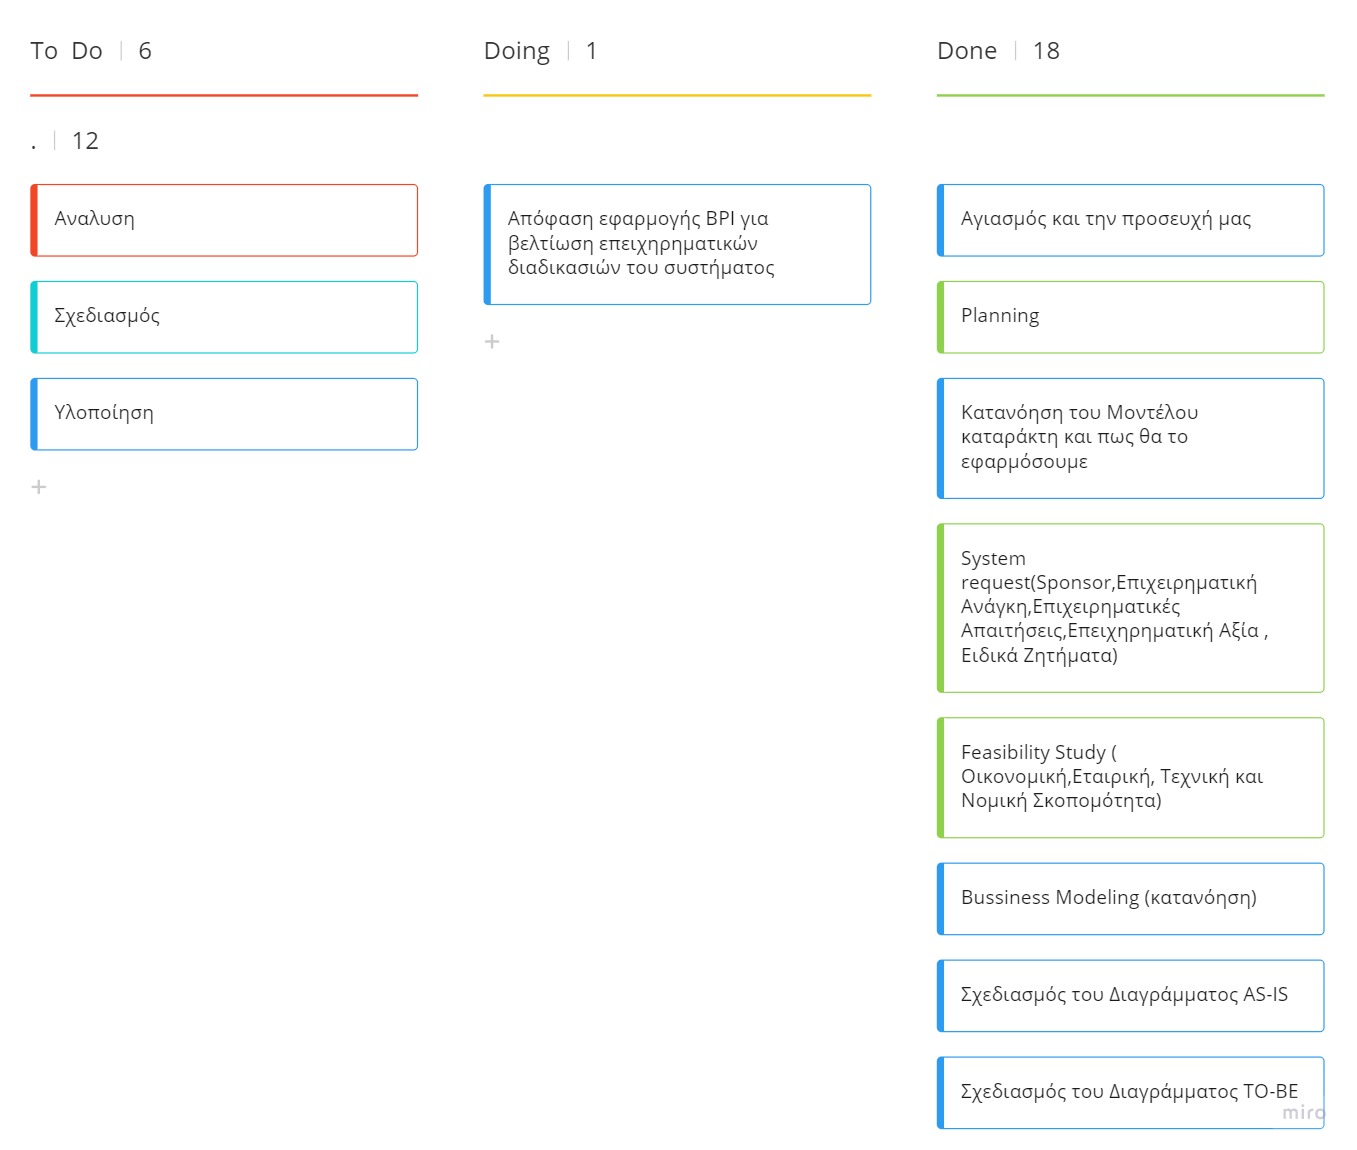 To Do | 6
. | 12
Αναλυση
Σχεδιασμός
Υλοποίηση
+
Doing | 1
Απόφαση εφαρμογής BPI για
βελτίωση επειχηρηματικών
διαδικασιών του συστήματος
+
Done | 18
Αγιασμός και την προσευχή μας
Planning
Κατανόηση του Μοντέλου
καταράκτη και πως θα το
εφαρμόσουμε
System
request(Sponsor,Επιχειρηματική
Ανάγκη,Επιχειρηματικές
Απαιτήσεις,Επειχηρηματική Αξία ,
Ειδικά Ζητήματα)
Feasibility Study (
Οικονομική,Εταιρική, Τεχνική και
Νομική Σκοπομότητα)
Bussiness Modeling (κατανόηση)
Σχεδιασμός του Διαγράμματος AS-IS
Σχεδιασμός του Διαγράμματος TO-BE
miro